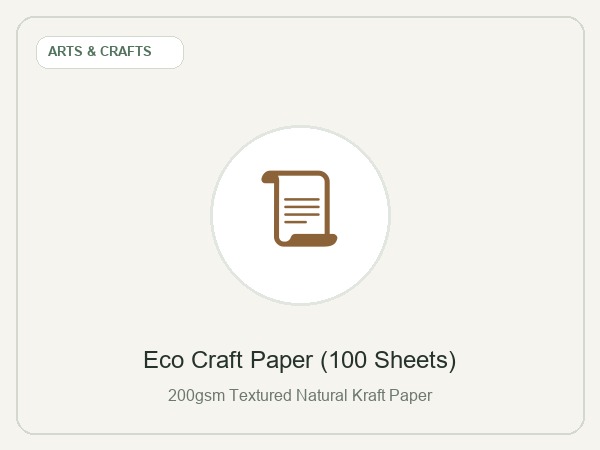 ARTS & CRAFTS
Eco Craft Paper (100 Sheets)
200gsm Textured Natural Kraft Paper